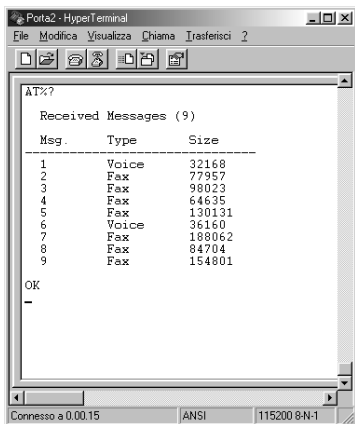 Porta2 - HyperTerminal
File Modifica Visualizza Chiama Trasferisci ?
AT%?
Received Messages (9)
Msg. Type Size
-----------------------------------
1 Voice 32168
2 Fax 77957
3 Fax 98023
4 Fax 64635
5 Fax 130131
6 Voice 36160
7 Fax 188062
8 Fax 84704
9 Fax 154801
OK
Connesso a 0.00.15 ANSI 115200 8-N-1